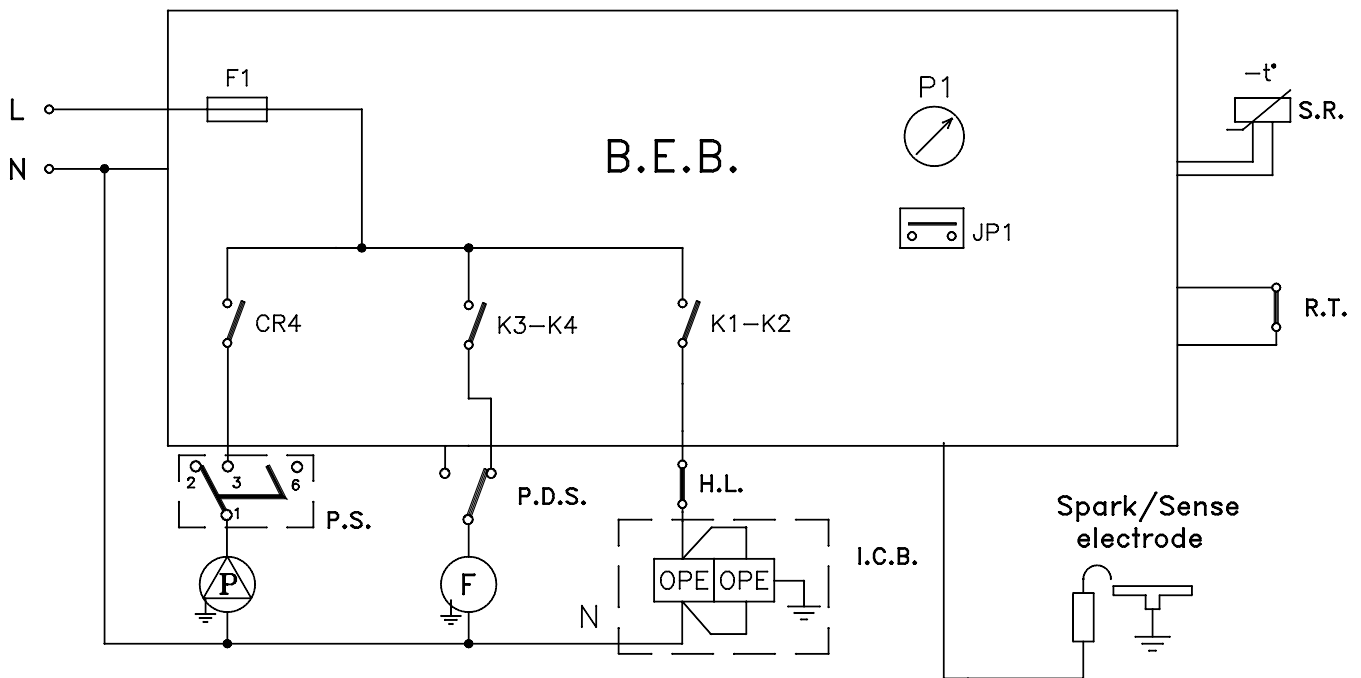 F1
-t°
P1
L
S.R.
B.E.B.
N
JP1
R.T.
CR4
K3-K4
K1-K2
2
3
6
H.L.
P.D.S.
1
P.S.
Spark/Sense
electrode
I.C.B.
P
F
OPE
OPE
N